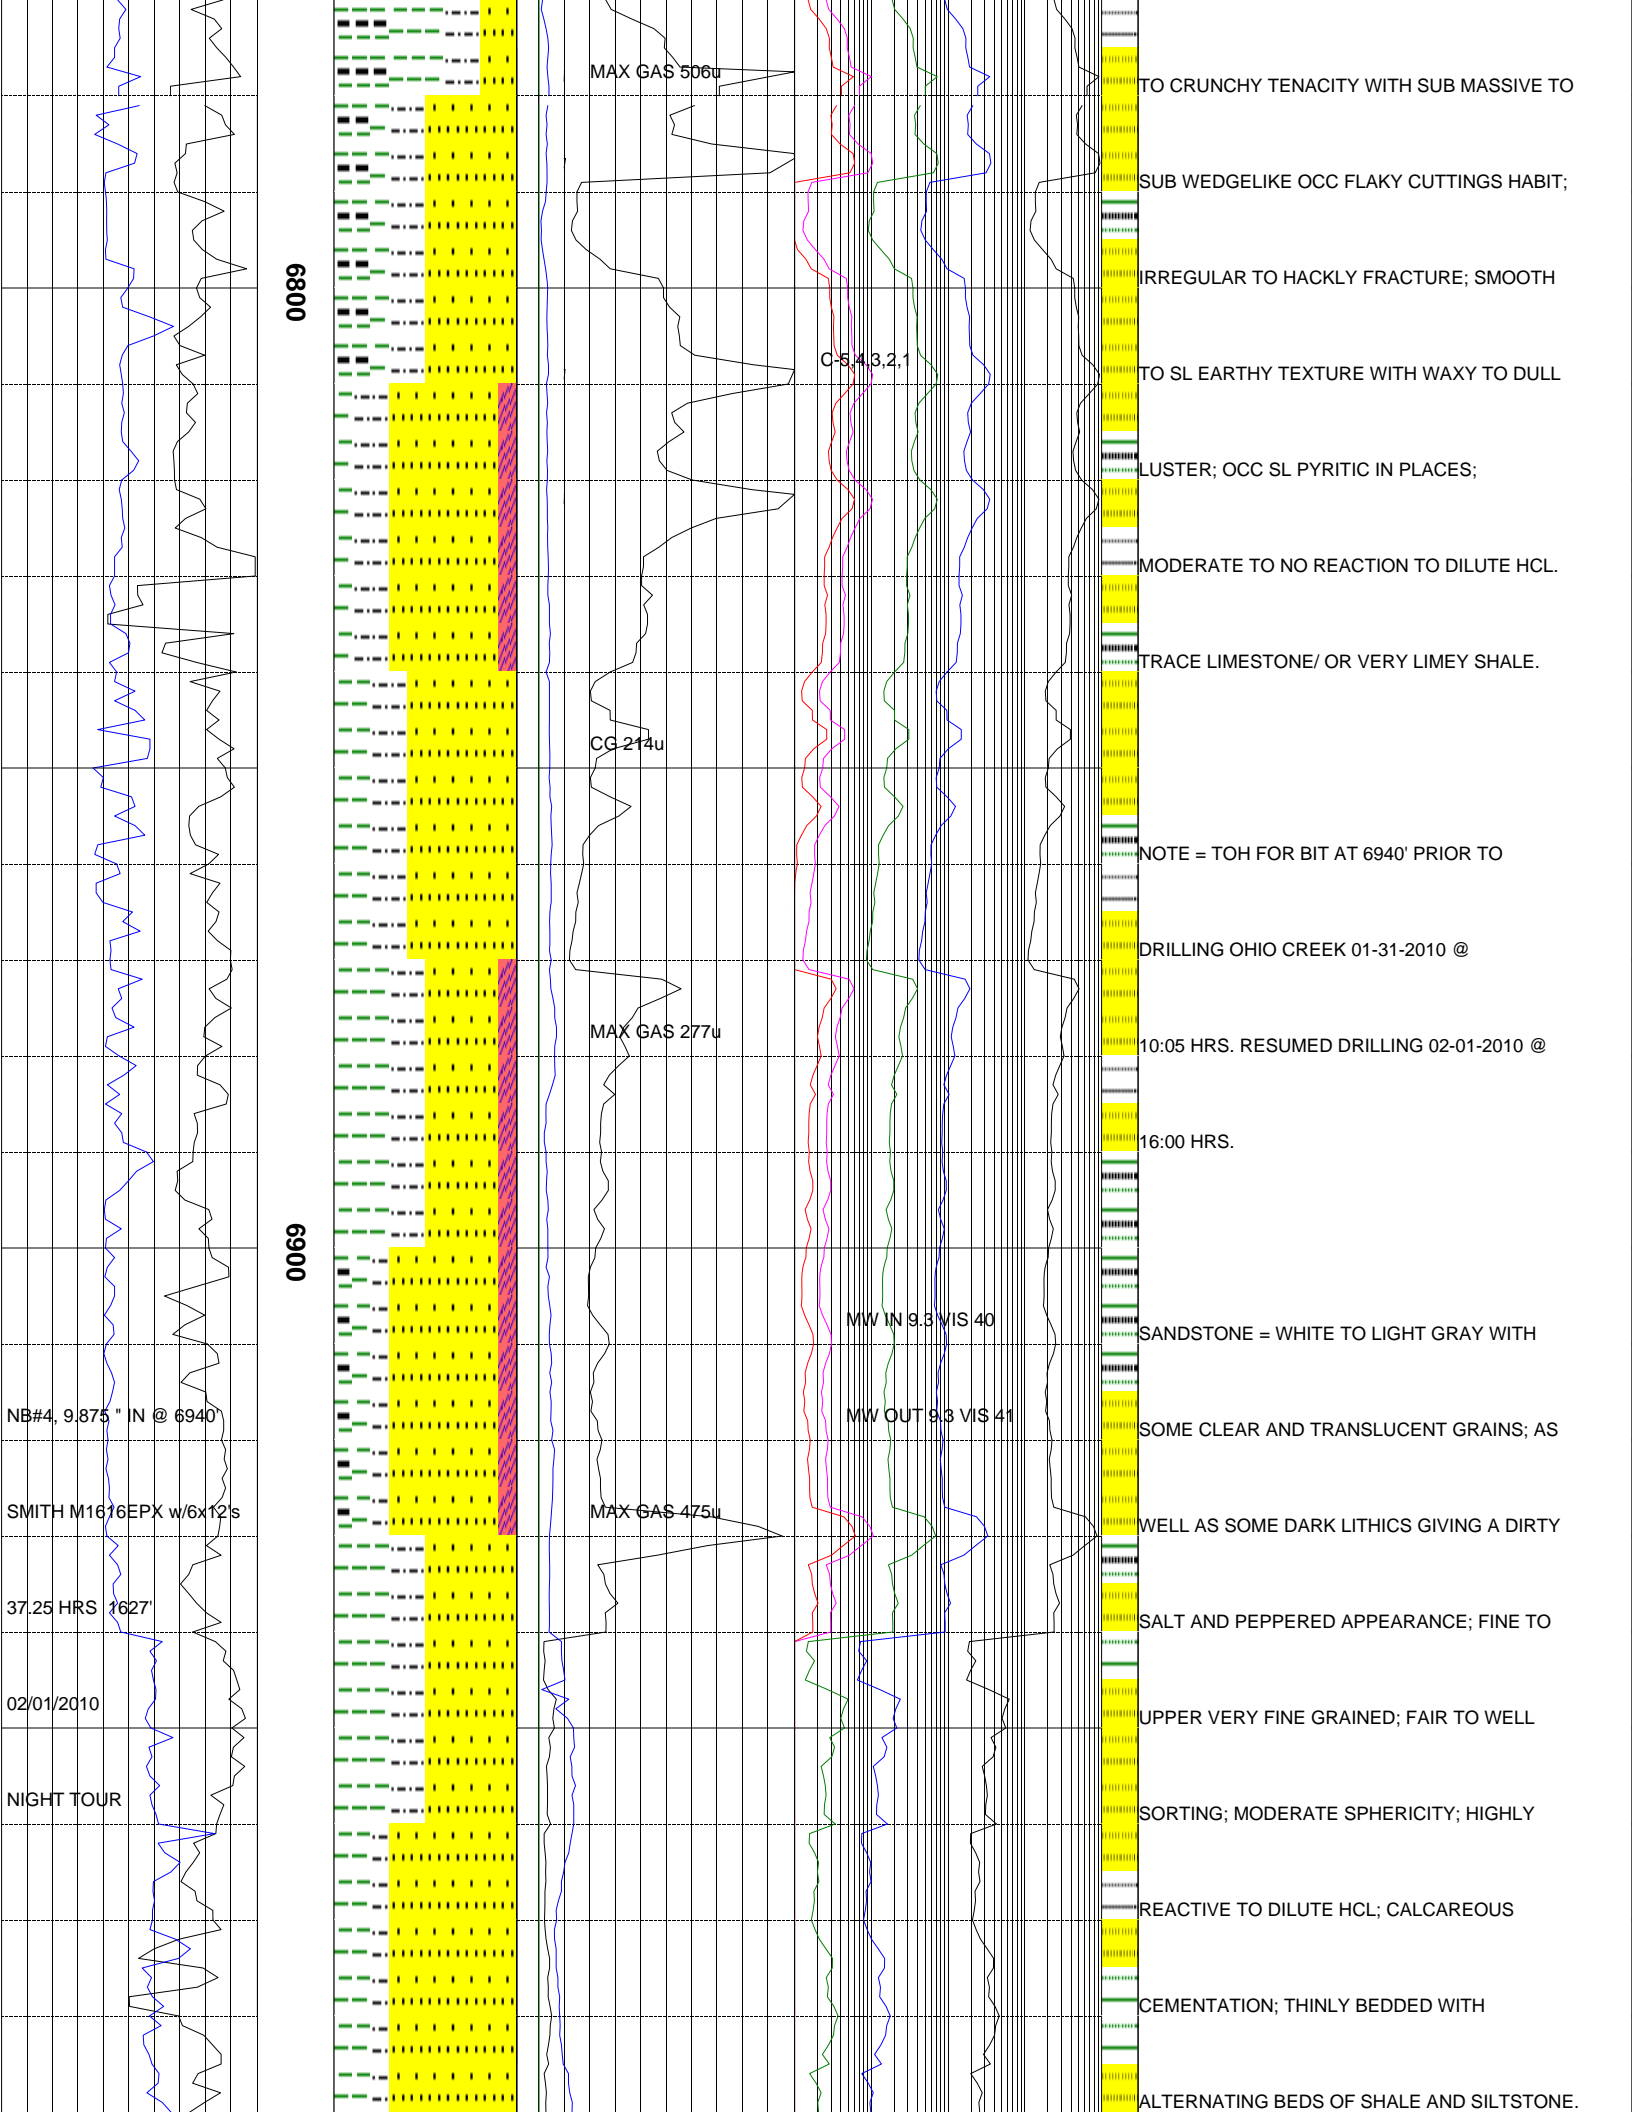 MAX GAS 506u
TO CRUNCHY TENACITY WITH SUB MASSIVE TO
SUB WEDGELIKE OCC FLAKY CUTTINGS HABIT;
6800
IRREGULAR TO HACKLY FRACTURE; SMOOTH
C-5,4,3,2,1
TO SL EARTHY TEXTURE WITH WAXY TO DULL
LUSTER; OCC SL PYRITIC IN PLACES;
MODERATE TO NO REACTION TO DILUTE HCL.
TRACE LIMESTONE/ OR VERY LIMEY SHALE.
CG 214u
NOTE = TOH FOR BIT AT 6940' PRIOR TO
DRILLING OHIO CREEK 01-31-2010 @
MAX GAS 277u
10:05 HRS. RESUMED DRILLING 02-01-2010 @
16:00 HRS.
6900
MW IN 9.3 VIS 40
SANDSTONE = WHITE TO LIGHT GRAY WITH
NB#4, 9.875 " IN @ 6940'
MW OUT 9.3 VIS 41
SOME CLEAR AND TRANSLUCENT GRAINS; AS
SMITH M1616EPX w/6x12's
MAX GAS 475u
WELL AS SOME DARK LITHICS GIVING A DIRTY
37.25 HRS 1627'
SALT AND PEPPERED APPEARANCE; FINE TO
02/01/2010
UPPER VERY FINE GRAINED; FAIR TO WELL
NIGHT TOUR
SORTING; MODERATE SPHERICITY; HIGHLY
REACTIVE TO DILUTE HCL; CALCAREOUS
CEMENTATION; THINLY BEDDED WITH
ALTERNATING BEDS OF SHALE AND SILTSTONE.